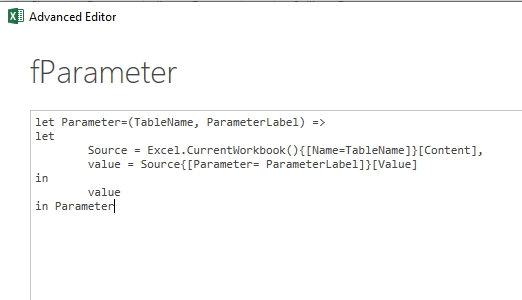 Advanced Editor
fParameter
let Parameter=(TableName, ParameterLabel) =>
let
Source = Excel.CurrentWorkbook(){[Name=TableName]}[Content],
value = Source{[Parameter= ParameterLabel]}[Value]
in
value
in Parameter